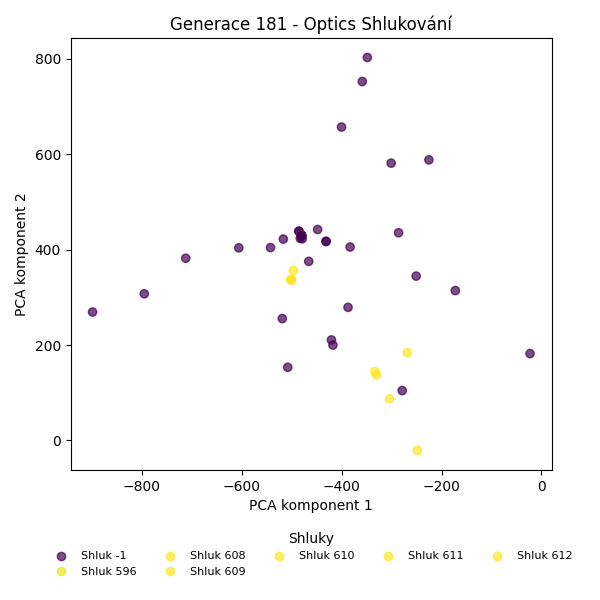 Generace 181 - Optics Shlukování
800
600
400
200
0
PCA komponent 2
−800 −600 −400 −200 0
PCA komponent 1
Shluky
Shluk -1 Shluk 608 Shluk 610 Shluk 611 Shluk 612
Shluk 596 Shluk 609